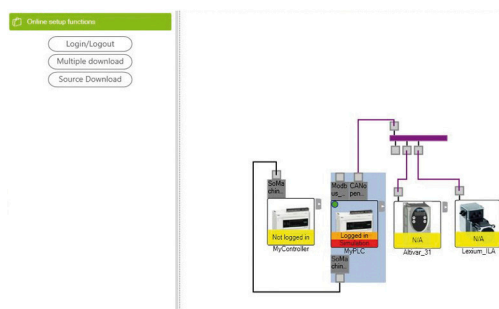 Online setup functions
Login/Logout
Multiple download
Source Download
SoMa
chin..
Modb
us_..
CANo
pen..
Not logged in
MyController
Logged in
Simulation
MyPLC
SoMa
chin..
N/A
Altivar_31
N/A
Lexium_ILA